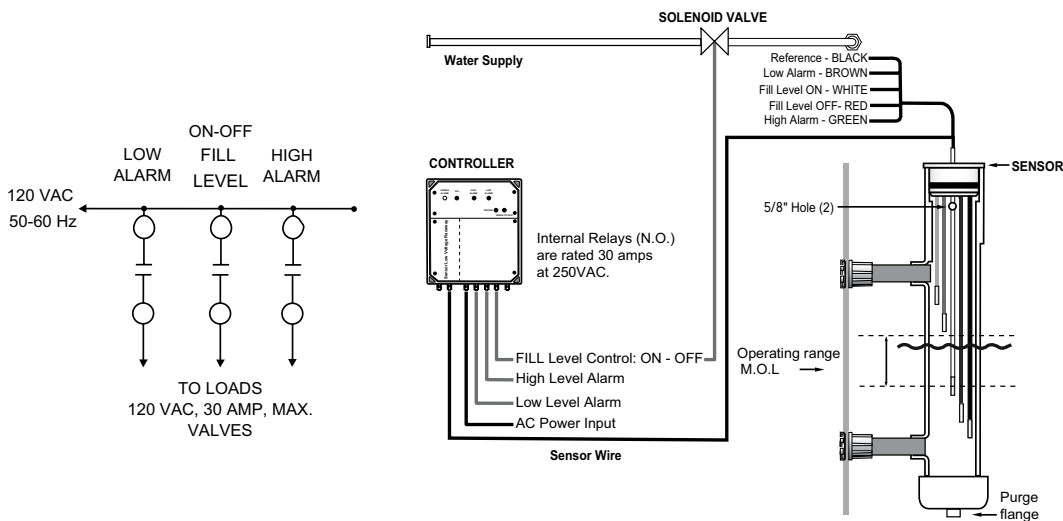 SOLENOID VALVE
Water Supply
Reference - BLACK
Low Alarm - BROWN
Fill Level ON - WHITE
Fill Level OFF- RED
High Alarm - GREEN
ON-OFF
FILL
LEVEL
LOW
ALARM
HIGH
ALARM
120 VAC
50-60 Hz
TO LOADS
120 VAC, 30 AMP, MAX.
VALVES
CONTROLLER
Internal Relays (N.O.)
are rated 30 amps
at 250VAC.
FILL Level Control: ON - OFF
High Level Alarm
Low Level Alarm
AC Power Input
Sensor Wire
SENSOR
5/8" Hole (2)
Operating range
M.O.L
Purge
flange